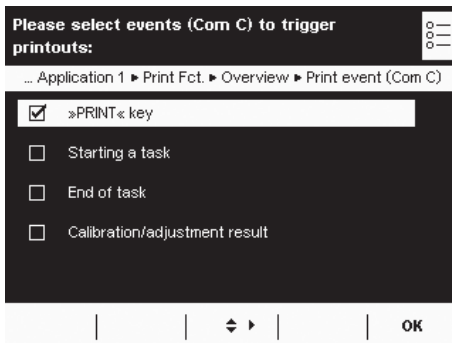 Please select events (Com C) to trigger
printouts:
... Application 1 ▸ Print Fct. ▸ Overview ▸ Print event (Com C)
»PRINT« key
Starting a task
End of task
Calibration/adjustment result
OK